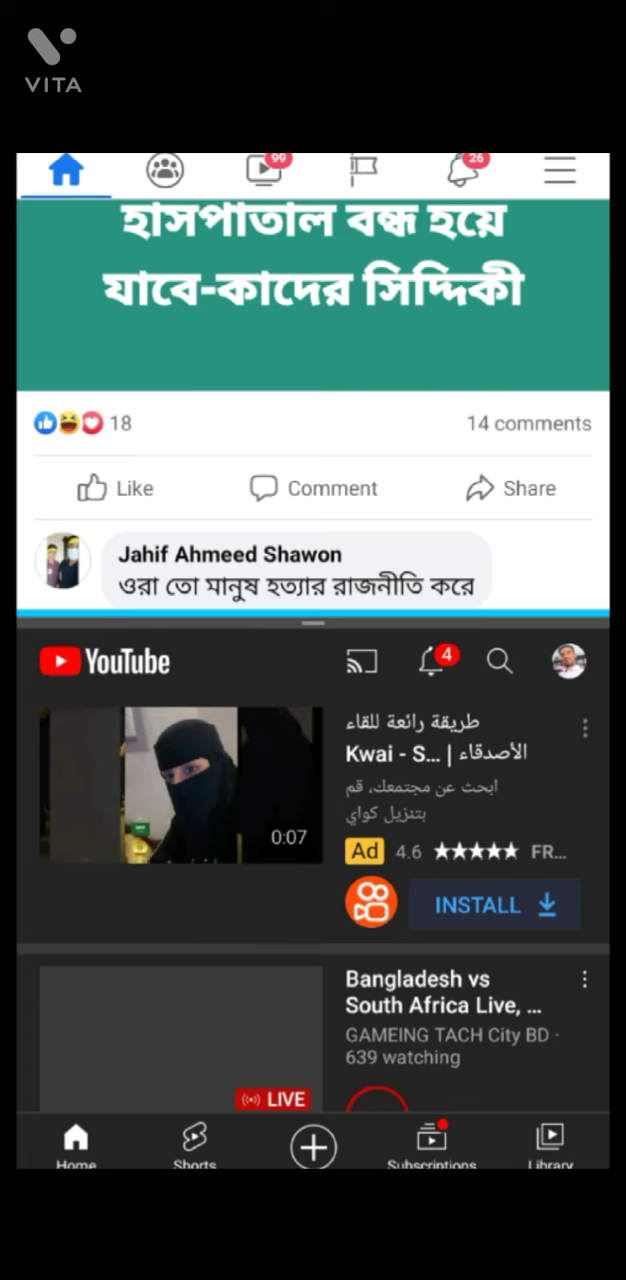 VITA
99
26
হাসপাতাল বন্ধ হয়ে
যাবে-কাদের সিদ্দিকী
18
14 comments
Like
Comment
Share
Jahif Ahmeed Shawon
ওরা তো মানুষ হত্যার রাজনীতি করে
YouTube
4
طريقة رائعة للقاء
الأصدقاء | Kwai - S...
ابحث عن مجتمعك، قم
بتنزيل كواي
0:07
Ad 4.6 ★★★★★ FR...
INSTALL
Bangladesh vs
South Africa Live, ...
GAMEING TACH City BD ·
639 watching
LIVE
Home
Shorts
Subscriptions
Library